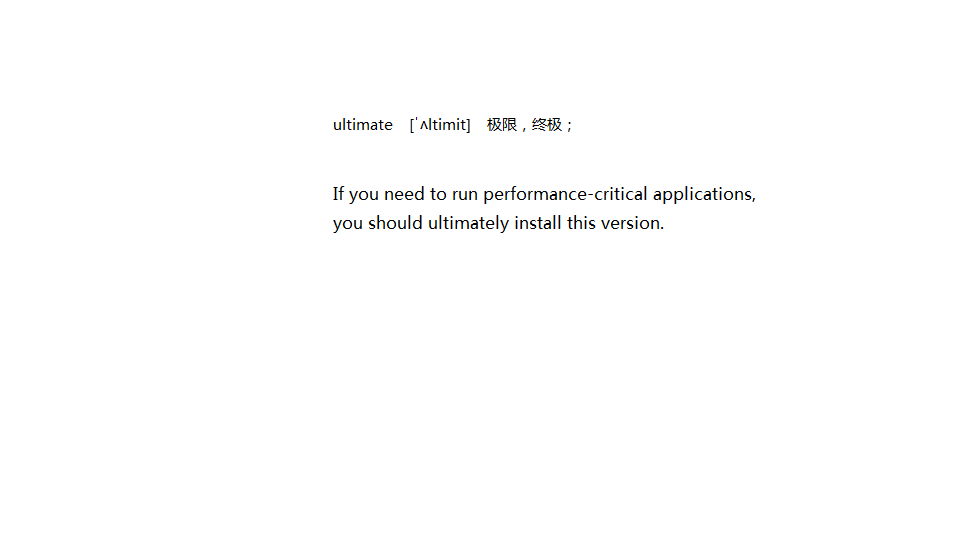 ultimate [ˈʌltimit] 极限，终极；
If you need to run performance-critical applications,
you should ultimately install this version.